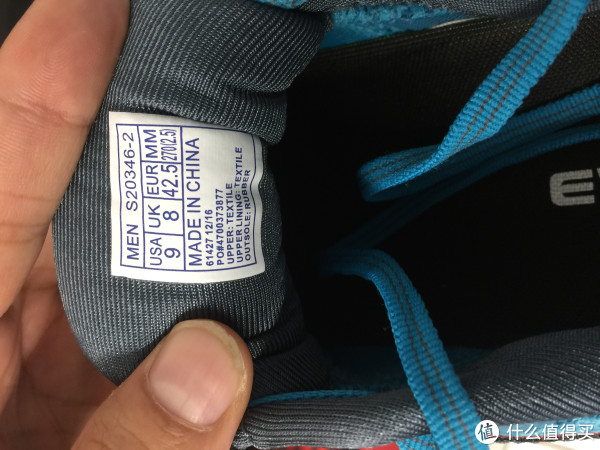 MEN S20346-2
USA UK EUR MM
9 8 42.5 270(2.5)
MADE IN CHINA
61427 12/16
PO#4700373877
UPPER: TEXTILE
UPPER LINING: TEXTILE
OUTSOLE: RUBBER
值 什么值得买